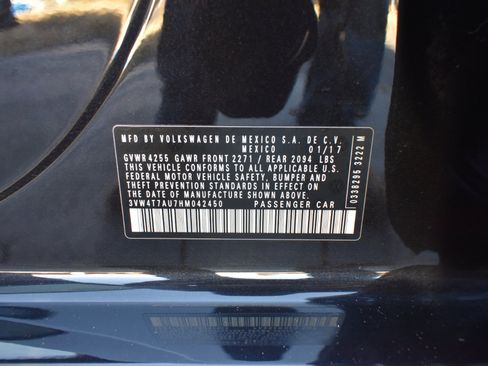 MFD BY VOLKSWAGEN DE MEXICO S.A. DE C.V.
MEXICO 01/17
GVWR 4255 GAWR FRONT 2271 / REAR 2094 LBS
THIS VEHICLE CONFORMS TO ALL APPLICABLE U.S.
FEDERAL MOTOR VEHICLE SAFETY, BUMPER AND
THEFT PREVENTION STANDARDS IN EFFECT ON THE
DATE OF MANUFACTURE SHOWN ABOVE.
3VW4T7AU7HM042450 PASSENGER CAR
0338295 3222 M